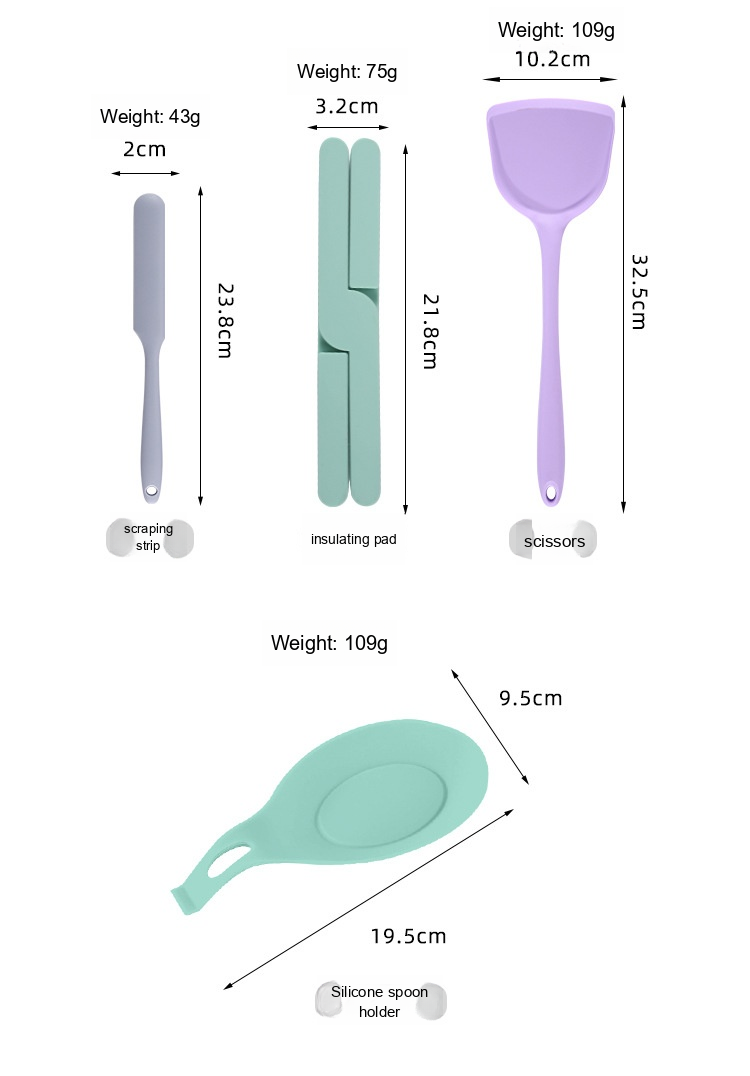 Weight: 109g
10.2cm
Weight: 75g
3.2cm
Weight: 43g
2cm
23.8cm
21.8cm
32.5cm
scraping
strip
insulating pad
scissors
Weight: 109g
9.5cm
19.5cm
Silicone spoon
holder